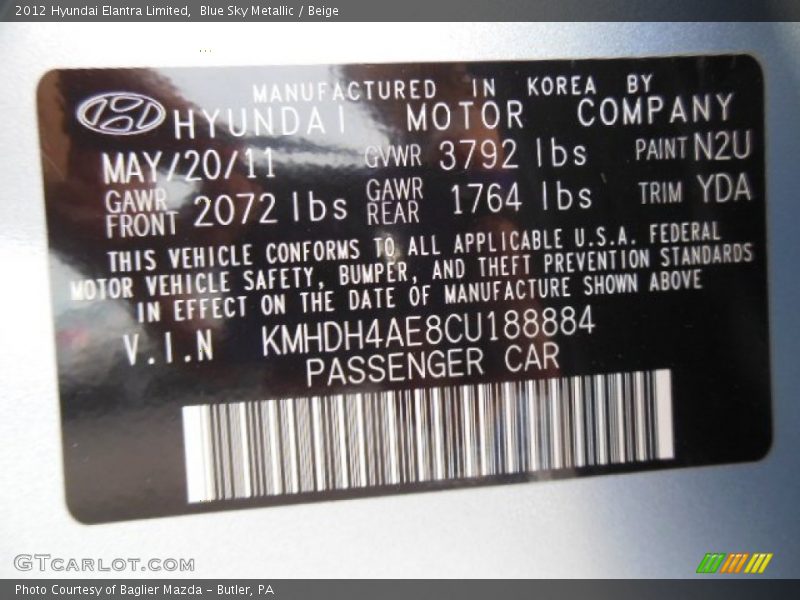 2012 Hyundai Elantra Limited, Blue Sky Metallic / Beige
MANUFACTURED IN KOREA BY
HYUNDAI MOTOR COMPANY
MAY/20/11 GVWR 3792 lbs PAINT N2U
GAWR FRONT 2072 lbs GAWR REAR 1764 lbs TRIM YDA
THIS VEHICLE CONFORMS TO ALL APPLICABLE U.S.A. FEDERAL
MOTOR VEHICLE SAFETY, BUMPER, AND THEFT PREVENTION STANDARDS
IN EFFECT ON THE DATE OF MANUFACTURE SHOWN ABOVE
V.I.N KMHDH4AE8CU188884
PASSENGER CAR
GTCARLOT.COM
Photo Courtesy of Baglier Mazda - Butler, PA